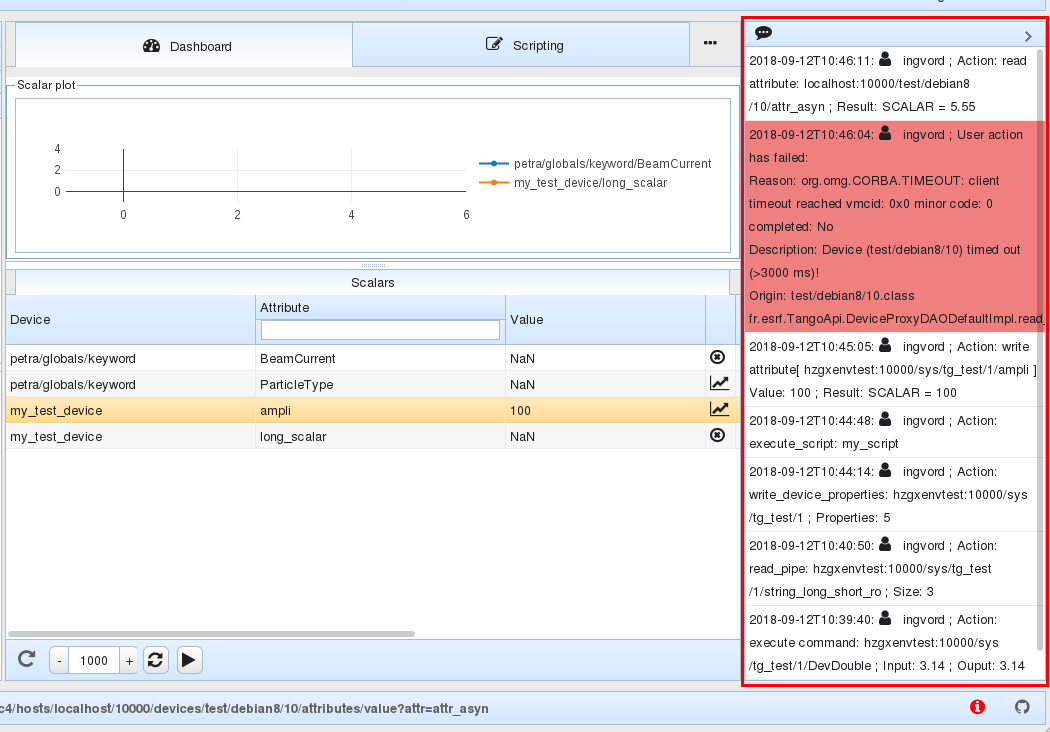 Dashboard
Scripting
Scalar plot
4
2
0
0
2
4
6
petra/globals/keyword/BeamCurrent
my_test_device/long_scalar
Scalars
Device
Attribute
Value
petra/globals/keyword
BeamCurrent
NaN
petra/globals/keyword
ParticleType
NaN
my_test_device
ampli
100
my_test_device
long_scalar
NaN
-
1000
+
2018-09-12T10:46:11: ingvord ; Action: read
attribute: localhost:10000/test/debian8
/10/attr_asyn ; Result: SCALAR = 5.55
2018-09-12T10:46:04: ingvord ; User action
has failed:
Reason: org.omg.CORBA.TIMEOUT: client
timeout reached vmcid: 0x0 minor code: 0
completed: No
Description: Device (test/debian8/10) timed out
(>3000 ms)!
Origin: test/debian8/10.class
fr.esrf.TangoApi.DeviceProxyDAODefaultImpl.read_
2018-09-12T10:45:05: ingvord ; Action: write
attribute[ hzgxenvtest:10000/sys/tg_test/1/ampli ]
Value: 100 ; Result: SCALAR = 100
2018-09-12T10:44:48: ingvord ; Action:
execute_script: my_script
2018-09-12T10:44:14: ingvord ; Action:
write_device_properties: hzgxenvtest:10000/sys
/tg_test/1 ; Properties: 5
2018-09-12T10:40:50: ingvord ; Action:
read_pipe: hzgxenvtest:10000/sys/tg_test
/1/string_long_short_ro ; Size: 3
2018-09-12T10:39:40: ingvord ; Action:
execute command: hzgxenvtest:10000/sys
/tg_test/1/DevDouble ; Input: 3.14 ; Ouput: 3.14
c4/hosts/localhost/10000/devices/test/debian8/10/attributes/value?attr=attr_asyn